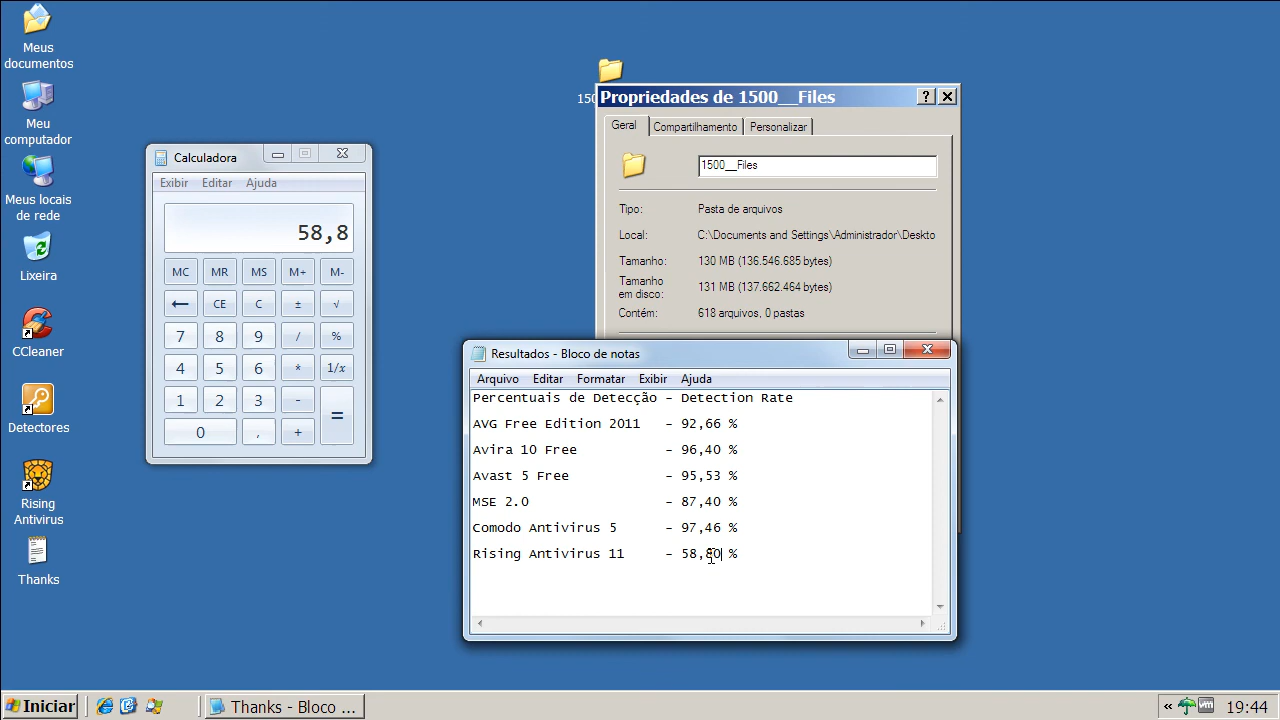 Meus
documentos
Meu
computador
Meus locais
de rede
Lixeira
CCleaner
Detectores
Rising
Antivirus
Thanks
Calculadora
Exibir Editar Ajuda
58,8
MC MR MS M+ M-
← CE C ± √
7 8 9 / %
4 5 6 * 1/x
1 2 3 - =
0 , +
Propriedades de 1500__Files
Geral Compartilhamento Personalizar
1500__Files
Tipo: Pasta de arquivos
Local: C:\Documents and Settings\Administrador\Deskto
Tamanho: 130 MB (136.546.685 bytes)
Tamanho
em disco: 131 MB (137.662.464 bytes)
Contém: 618 arquivos, 0 pastas
Resultados - Bloco de notas
Arquivo Editar Formatar Exibir Ajuda
Percentuais de Detecção - Detection Rate
AVG Free Edition 2011 - 92,66 %
Avira 10 Free - 96,40 %
Avast 5 Free - 95,53 %
MSE 2.0 - 87,40 %
Comodo Antivirus 5 - 97,46 %
Rising Antivirus 11 - 58,80 %
Iniciar
Thanks - Bloco ...
« 19:44